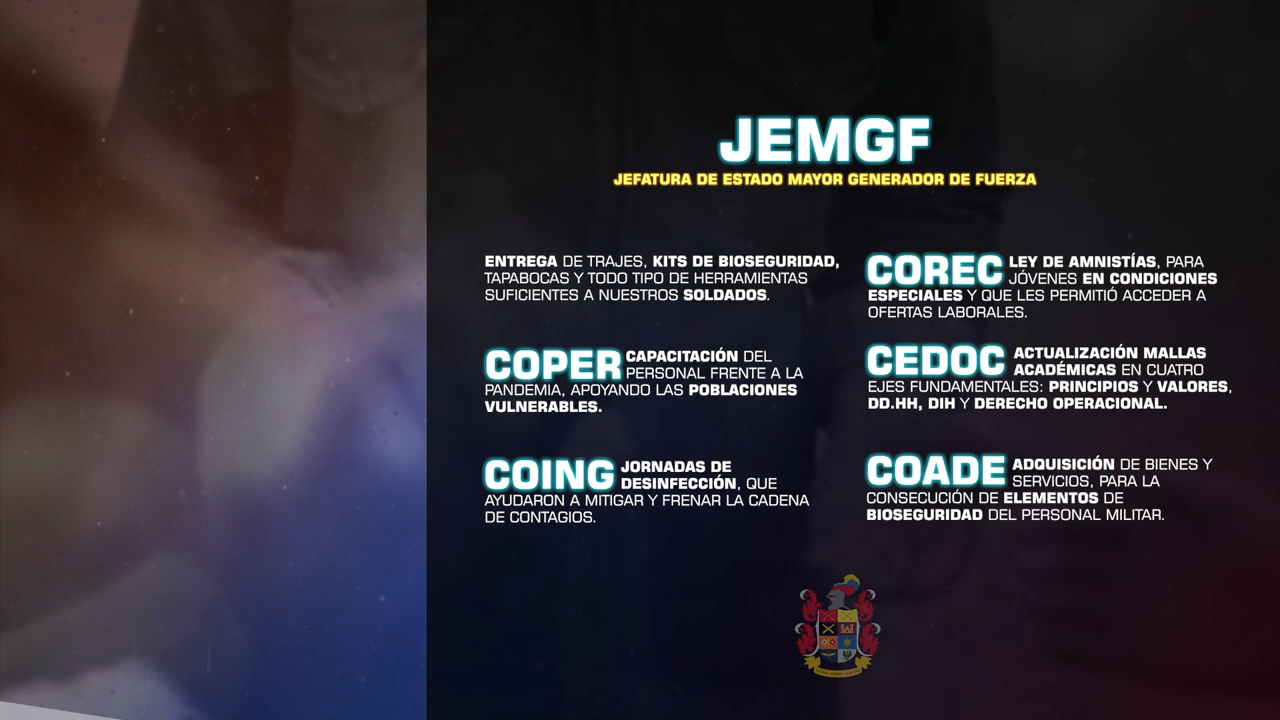 JEMGF
JEFATURA DE ESTADO MAYOR GENERADOR DE FUERZA
ENTREGA DE TRAJES, KITS DE BIOSEGURIDAD,
TAPABOCAS Y TODO TIPO DE HERRAMIENTAS
SUFICIENTES A NUESTROS SOLDADOS.
COPER CAPACITACIÓN DEL
PERSONAL FRENTE A LA
PANDEMIA, APOYANDO LAS POBLACIONES
VULNERABLES.
COING JORNADAS DE
DESINFECCIÓN, QUE
AYUDARON A MITIGAR Y FRENAR LA CADENA
DE CONTAGIOS.
COREC LEY DE AMNISTÍAS, PARA
JÓVENES EN CONDICIONES
ESPECIALES Y QUE LES PERMITIÓ ACCEDER A
OFERTAS LABORALES.
CEDOC ACTUALIZACIÓN MALLAS
ACADÉMICAS EN CUATRO
EJES FUNDAMENTALES: PRINCIPIOS Y VALORES,
DD.HH, DIH Y DERECHO OPERACIONAL.
COADE ADQUISICIÓN DE BIENES Y
SERVICIOS, PARA LA
CONSECUCIÓN DE ELEMENTOS DE
BIOSEGURIDAD DEL PERSONAL MILITAR.